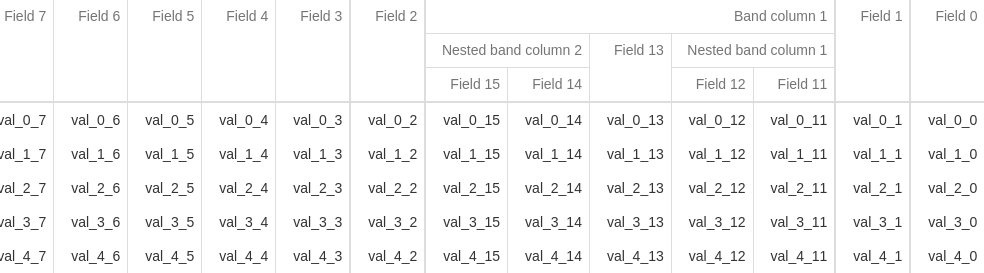 Field 7 Field 6 Field 5 Field 4 Field 3 Field 2 Band column 1 Field 1 Field 0
Nested band column 2 Field 13 Nested band column 1
Field 15 Field 14 Field 12 Field 11
val_0_7 val_0_6 val_0_5 val_0_4 val_0_3 val_0_2 val_0_15 val_0_14 val_0_13 val_0_12 val_0_11 val_0_1 val_0_0
val_1_7 val_1_6 val_1_5 val_1_4 val_1_3 val_1_2 val_1_15 val_1_14 val_1_13 val_1_12 val_1_11 val_1_1 val_1_0
val_2_7 val_2_6 val_2_5 val_2_4 val_2_3 val_2_2 val_2_15 val_2_14 val_2_13 val_2_12 val_2_11 val_2_1 val_2_0
val_3_7 val_3_6 val_3_5 val_3_4 val_3_3 val_3_2 val_3_15 val_3_14 val_3_13 val_3_12 val_3_11 val_3_1 val_3_0
val_4_7 val_4_6 val_4_5 val_4_4 val_4_3 val_4_2 val_4_15 val_4_14 val_4_13 val_4_12 val_4_11 val_4_1 val_4_0